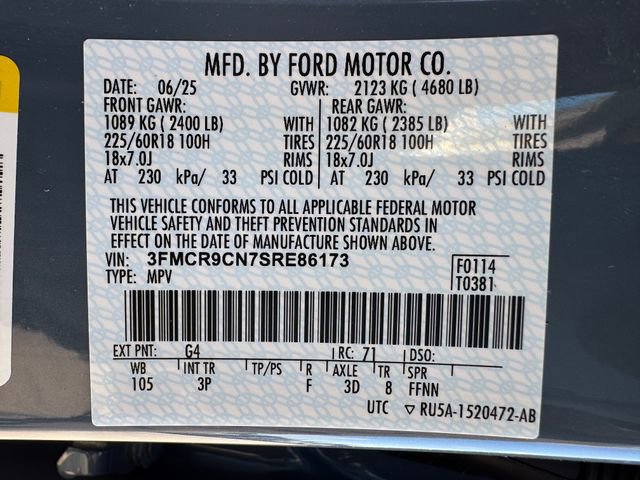 MFD. BY FORD MOTOR CO.
DATE: 06/25 GVWR: 2123 KG ( 4680 LB)
FRONT GAWR: REAR GAWR:
1089 KG ( 2400 LB) WITH 1082 KG ( 2385 LB) WITH
225/60R18 100H TIRES 225/60R18 100H TIRES
18x7.0J RIMS 18x7.0J RIMS
AT 230 kPa/ 33 PSI COLD AT 230 kPa/ 33 PSI COLD
THIS VEHICLE CONFORMS TO ALL APPLICABLE FEDERAL MOTOR
VEHICLE SAFETY AND THEFT PREVENTION STANDARDS IN
EFFECT ON THE DATE OF MANUFACTURE SHOWN ABOVE.
VIN: 3FMCR9CN7SRE86173 F0114
TYPE: MPV T0381
EXT PNT: G4 RC: 71 DSO:
WB INT TR TP/PS R AXLE TR SPR
105 3P F 3D 8 FFNN
UTC ▽ RU5A-1520472-AB